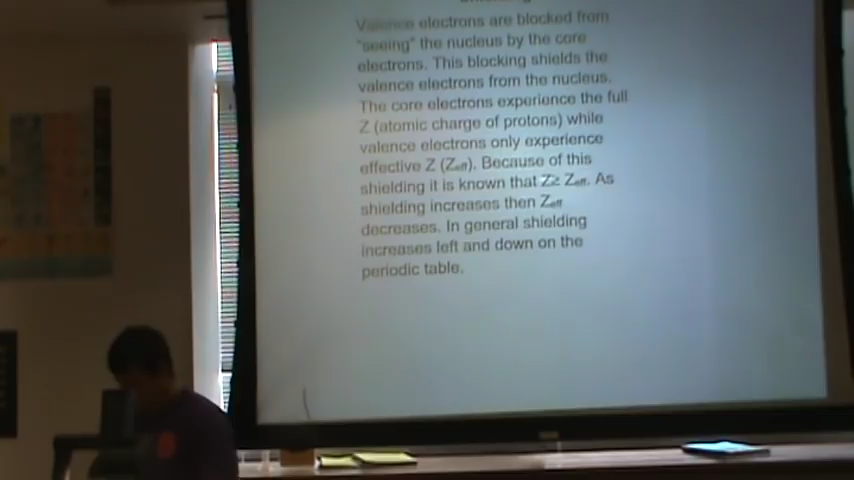 Valence electrons are blocked from
"seeing" the nucleus by the core
electrons. This blocking shields the
valence electrons from the nucleus.
The core electrons experience the full
Z (atomic charge of protons) while
valence electrons only experience
effective Z (Zeff). Because of this
shielding it is known that Z≥ Zeff. As
shielding increases then Zeff
decreases. In general shielding
increases left and down on the
periodic table.